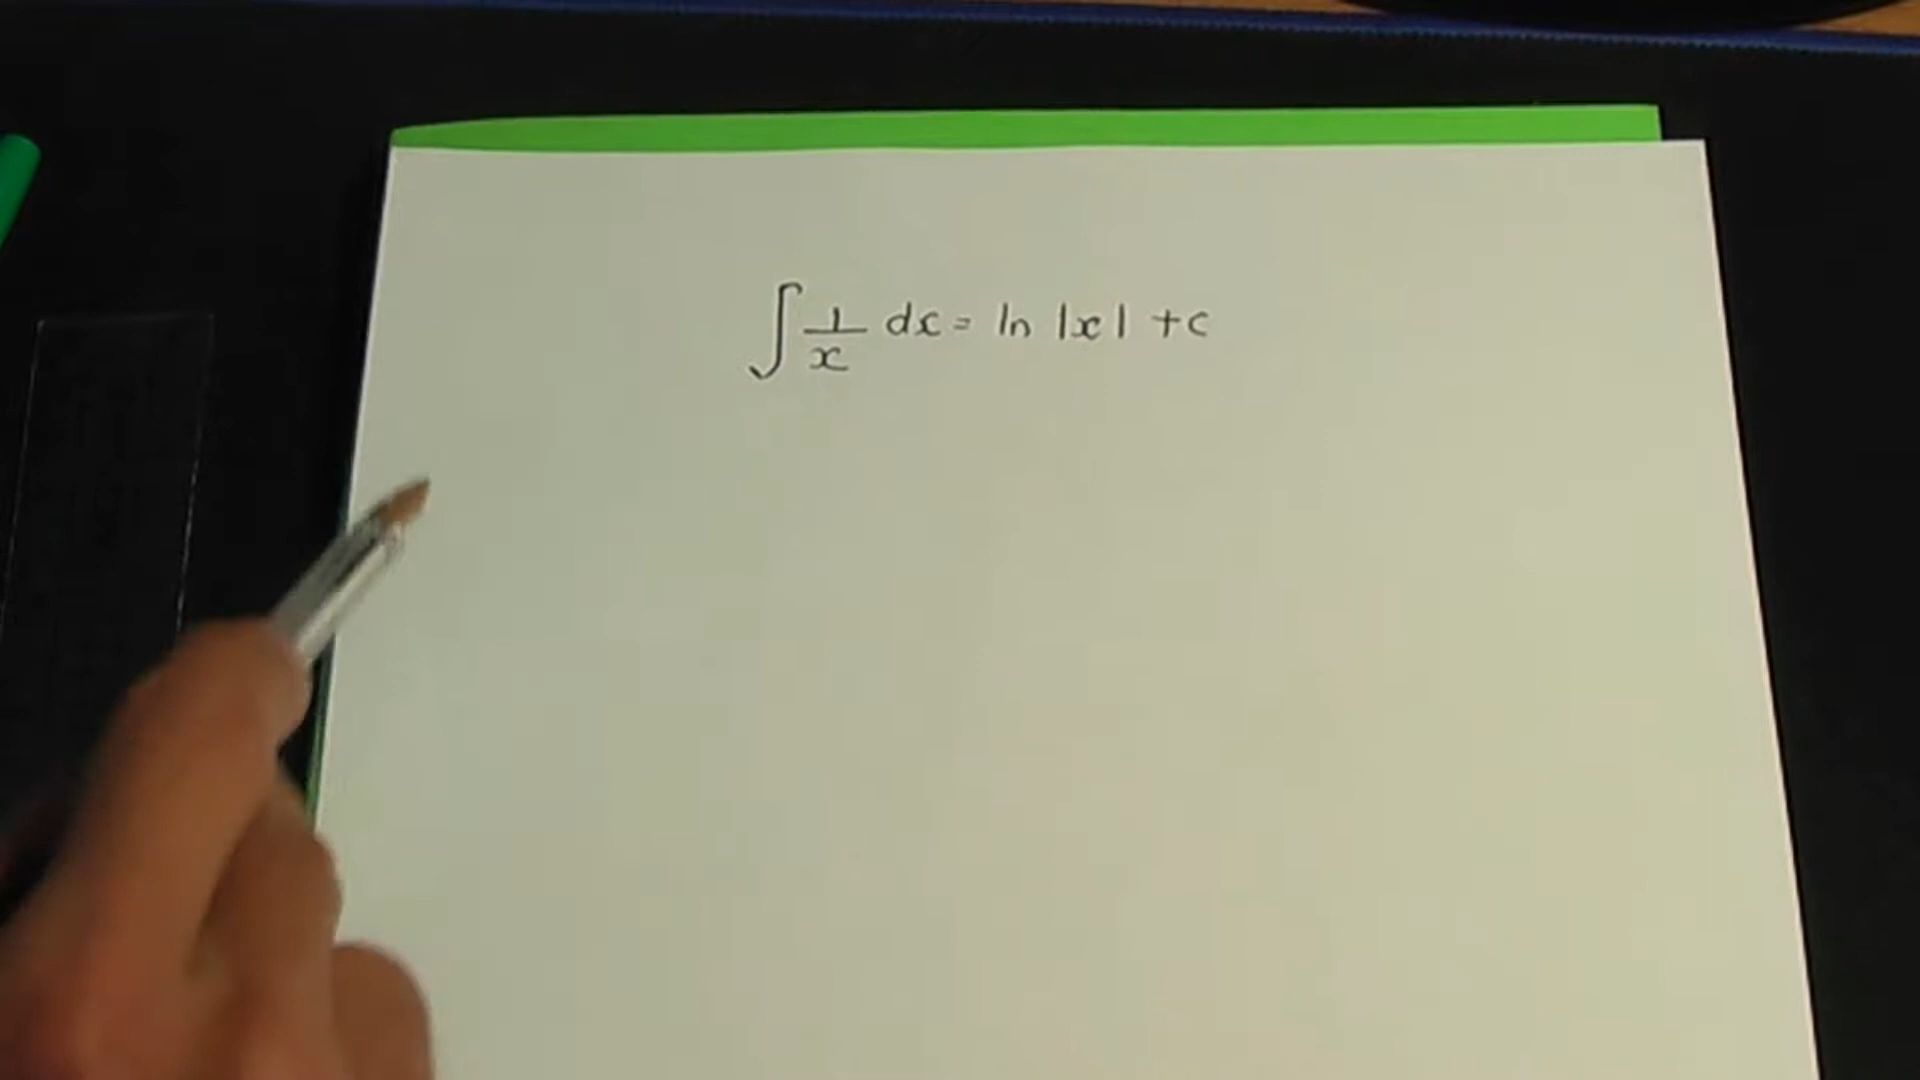 ∫ 1/x dx = ln |x| + c